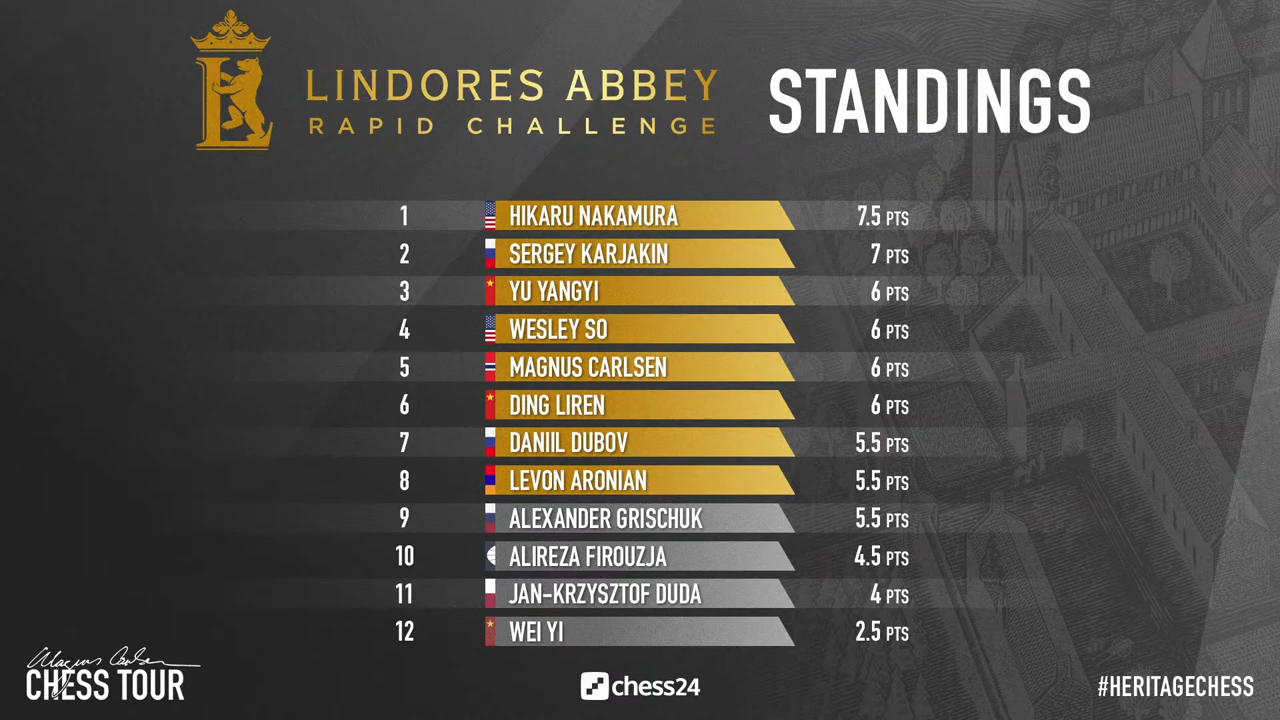 LINDORES ABBEY
RAPID CHALLENGE
STANDINGS
1 HIKARU NAKAMURA 7.5 PTS
2 SERGEY KARJAKIN 7 PTS
3 YU YANGYI 6 PTS
4 WESLEY SO 6 PTS
5 MAGNUS CARLSEN 6 PTS
6 DING LIREN 6 PTS
7 DANIIL DUBOV 5.5 PTS
8 LEVON ARONIAN 5.5 PTS
9 ALEXANDER GRISCHUK 5.5 PTS
10 ALIREZA FIROUZJA 4.5 PTS
11 JAN-KRZYSZTOF DUDA 4 PTS
12 WEI YI 2.5 PTS
Magnus Carlsen
CHESS TOUR
chess24
#HERITAGECHESS